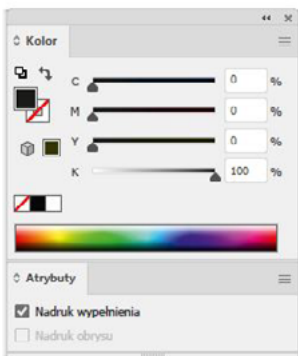 Kolor
C 0 %
M 0 %
Y 0 %
K 100 %
Atrybuty
Nadruk wypełnienia
Nadruk obrysu